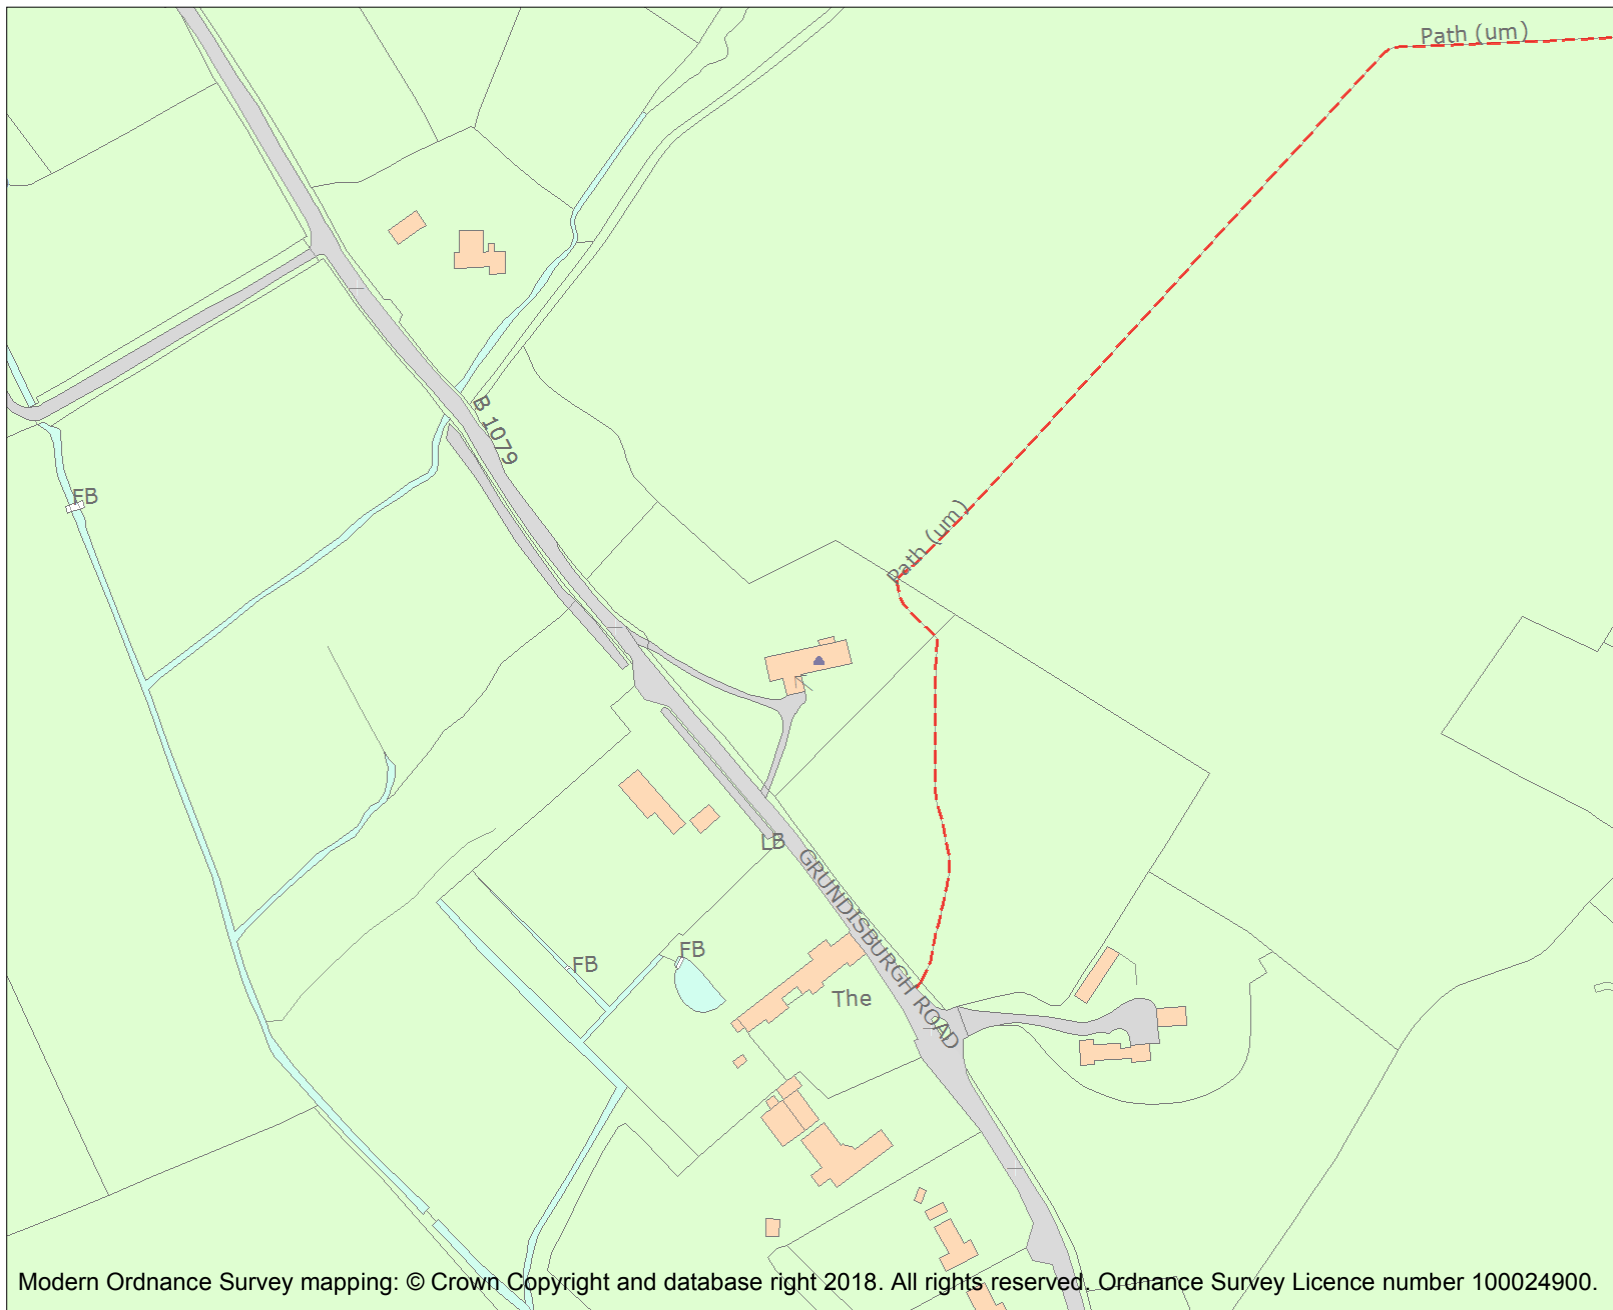 Path (um)
B 1079
FB
Path (um)
LB
GRUNDISBURGH ROAD
FB
FB
The
Modern Ordnance Survey mapping: © Crown Copyright and database right 2018. All rights reserved. Ordnance Survey Licence number 100024900.